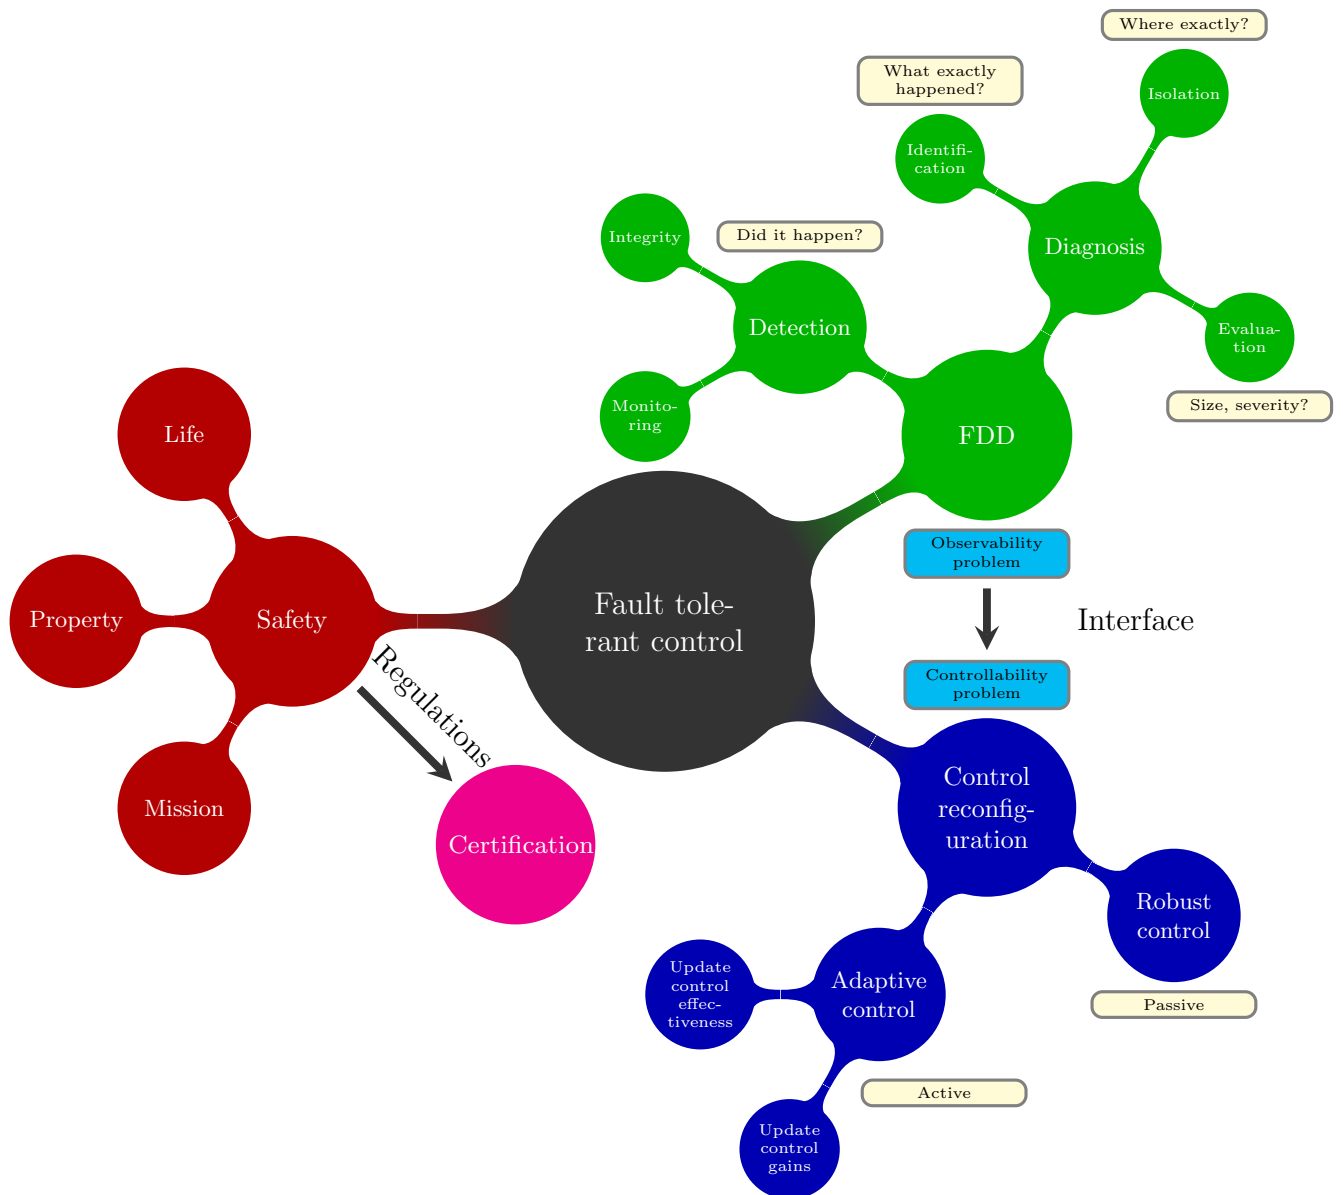 Where exactly?
What exactly
happened?
Isolation
Identifi-
cation
Integrity
Did it happen?
Diagnosis
Detection
Evalua-
tion
Size, severity?
Monito-
ring
Life
FDD
Observability
problem
Fault tole-
rant control
Interface
Property
Safety
Controllability
problem
Regulations
Mission
Certification
Control
reconfig-
uration
Robust
control
Passive
Update
control
effec-
tiveness
Adaptive
control
Active
Update
control
gains